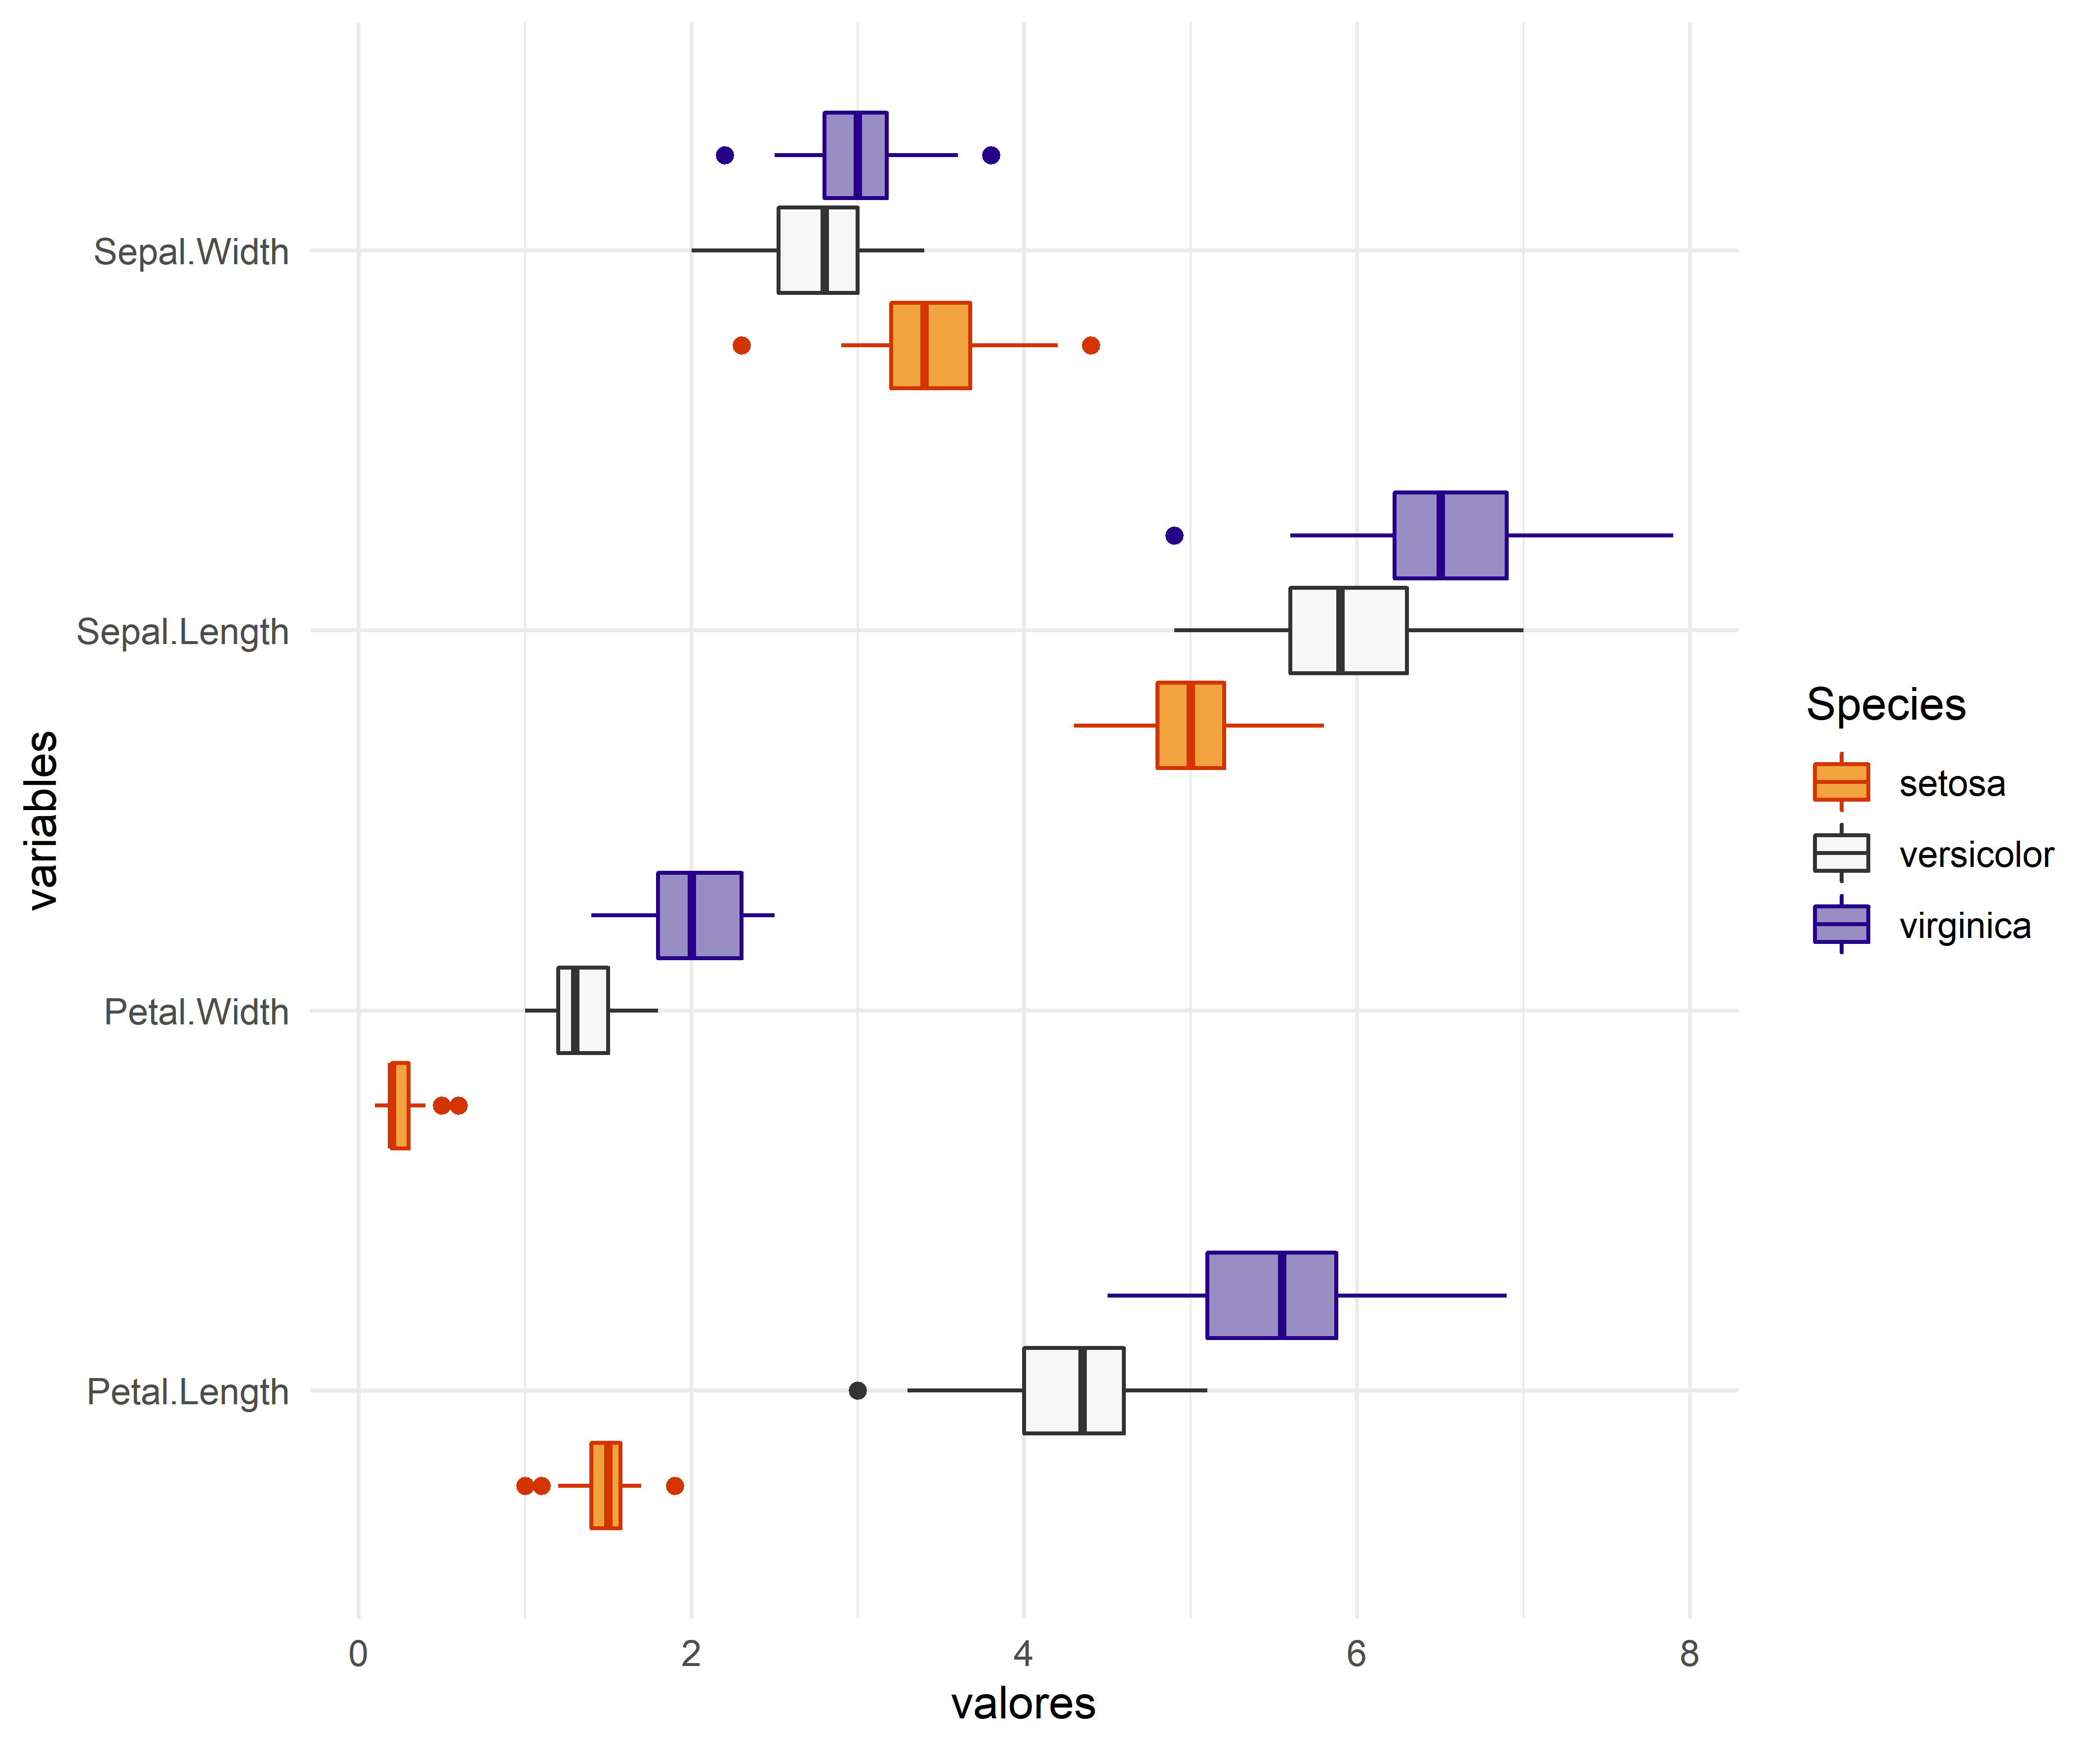 variables
Sepal.Width
Sepal.Length
Petal.Width
Petal.Length
0 2 4 6 8
valores
Species
setosa
versicolor
virginica